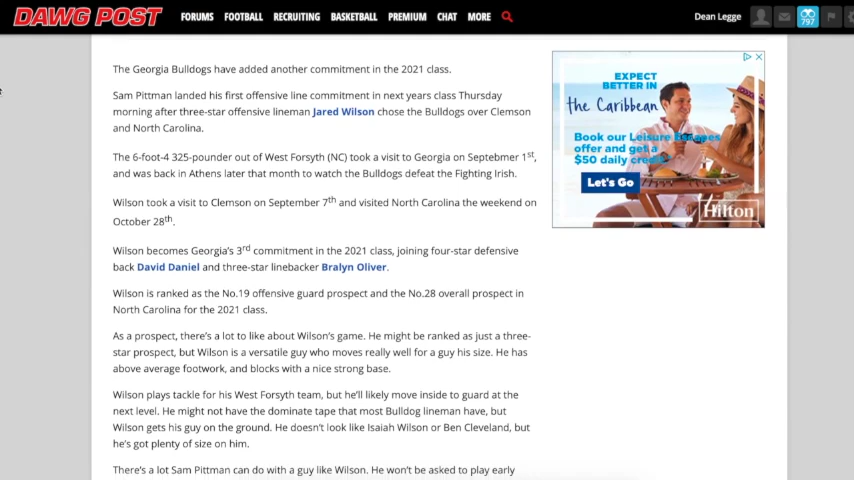 DAWG POST
FORUMS FOOTBALL RECRUITING BASKETBALL PREMIUM CHAT MORE
Dean Legge
797
The Georgia Bulldogs have added another commitment in the 2021 class.
Sam Pittman landed his first offensive line commitment in next years class Thursday
morning after three-star offensive lineman Jared Wilson chose the Bulldogs over Clemson
and North Carolina.
The 6-foot-4 325-pounder out of West Forsyth (NC) took a visit to Georgia on Septebmer 1st,
and was back in Athens later that month to watch the Bulldogs defeat the Fighting Irish.
Wilson took a visit to Clemson on September 7th and visited North Carolina the weekend on
October 28th.
Wilson becomes Georgia's 3rd commitment in the 2021 class, joining four-star defensive
back David Daniel and three-star linebacker Bralyn Oliver.
Wilson is ranked as the No.19 offensive guard prospect and the No.28 overall prospect in
North Carolina for the 2021 class.
As a prospect, there's a lot to like about Wilson's game. He might be ranked as just a three-
star prospect, but Wilson is a versatile guy who moves really well for a guy his size. He has
above average footwork, and blocks with a nice strong base.
Wilson plays tackle for his West Forsyth team, but he'll likely move inside to guard at the
next level. He might not have the dominate tape that most Bulldog lineman have, but
Wilson gets his guy on the ground. He doesn't look like Isaiah Wilson or Ben Cleveland, but
he's got plenty of size on him.
There's a lot Sam Pittman can do with a guy like Wilson. He won't be asked to play early
EXPECT
BETTER IN
the Caribbean
Book our Leisure Escapes
offer and get a
$50 daily credit
Let's Go
Hilton